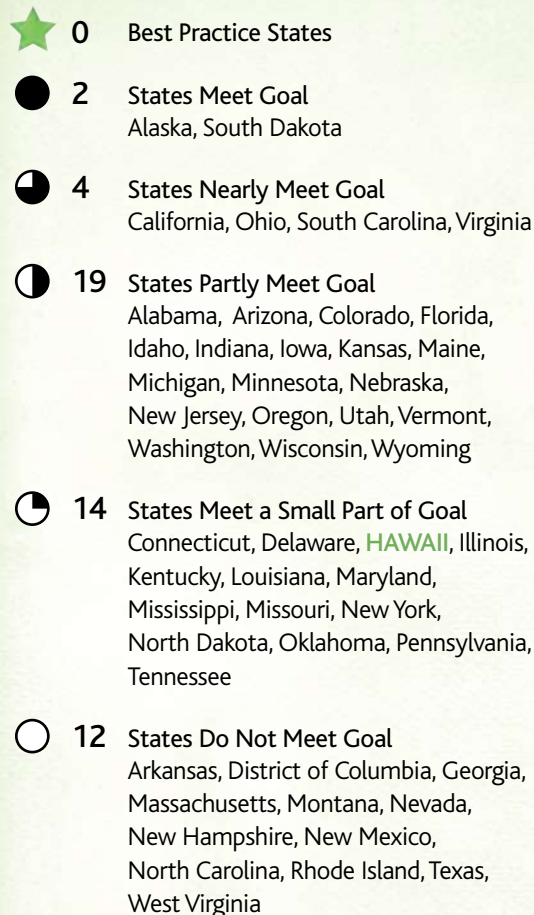 0 Best Practice States
2 States Meet Goal
Alaska, South Dakota
4 States Nearly Meet Goal
California, Ohio, South Carolina, Virginia
19 States Partly Meet Goal
Alabama, Arizona, Colorado, Florida,
Idaho, Indiana, Iowa, Kansas, Maine,
Michigan, Minnesota, Nebraska,
New Jersey, Oregon, Utah, Vermont,
Washington, Wisconsin, Wyoming
14 States Meet a Small Part of Goal
Connecticut, Delaware, HAWAII, Illinois,
Kentucky, Louisiana, Maryland,
Mississippi, Missouri, New York,
North Dakota, Oklahoma, Pennsylvania,
Tennessee
12 States Do Not Meet Goal
Arkansas, District of Columbia, Georgia,
Massachusetts, Montana, Nevada,
New Hampshire, New Mexico,
North Carolina, Rhode Island, Texas,
West Virginia